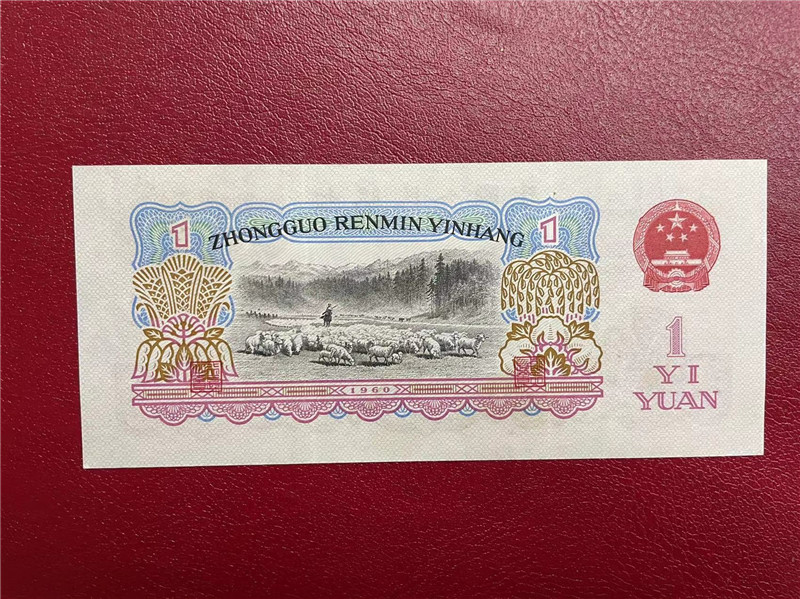 1
ZHONGGUO RENMIN YINHANG
1
1960
1
YI
YUAN